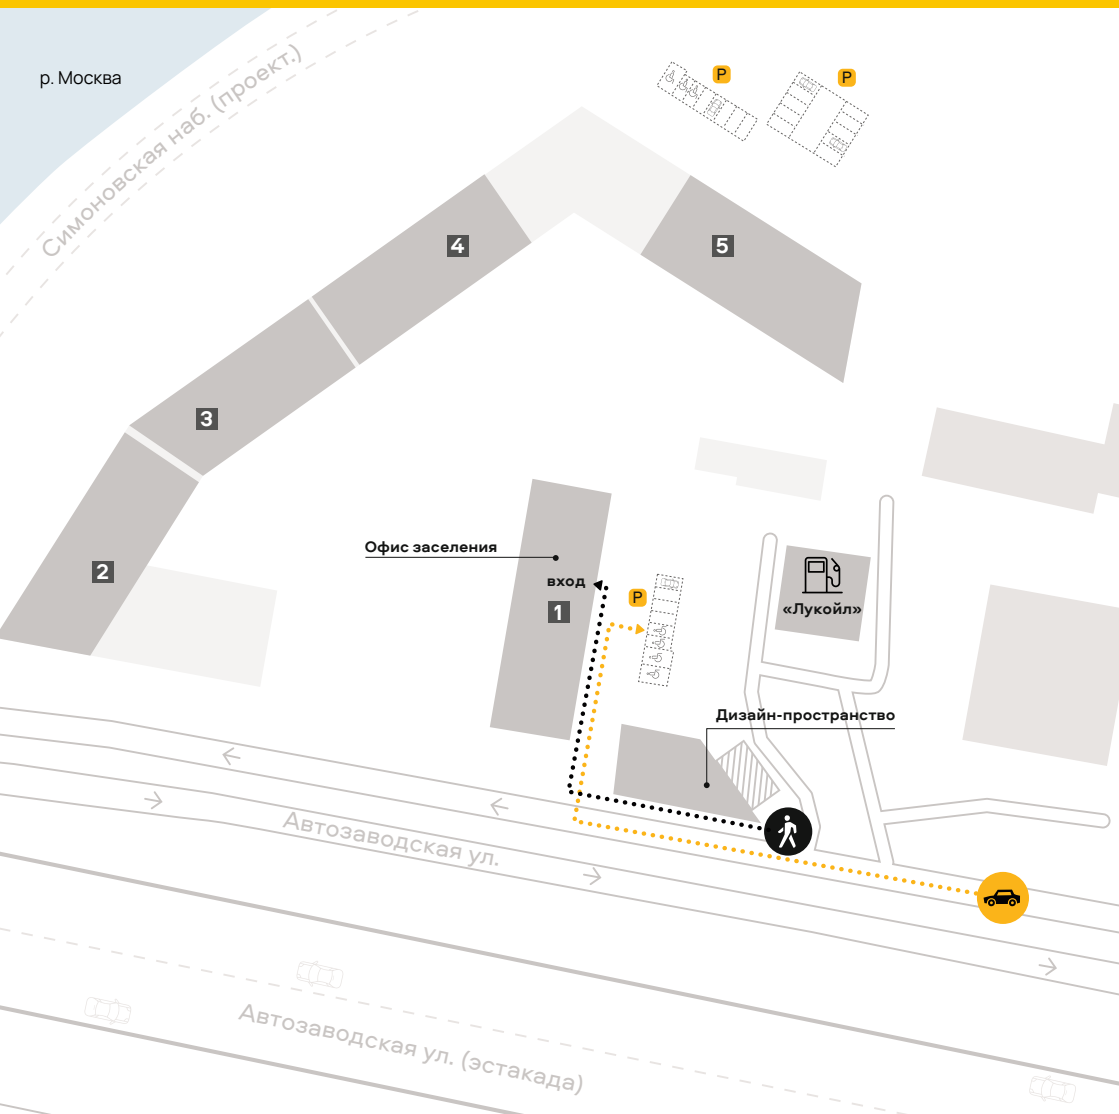 р. Москва
Симоновская наб. (проект.)
P
P
4
5
3
Офис заселения
2
вход
P
1
«Лукойл»
Дизайн-пространство
Автозаводская ул.
Автозаводская ул. (эстакада)